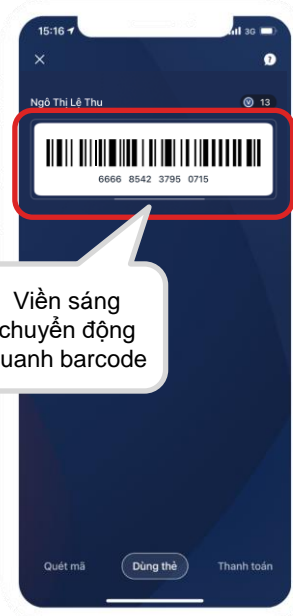 15:16
3G
Ngô Thị Lệ Thu
V 13
6666 8542 3795 0715
Viền sáng
chuyển động
uanh barcode
Quét mã
Dùng thẻ
Thanh toán